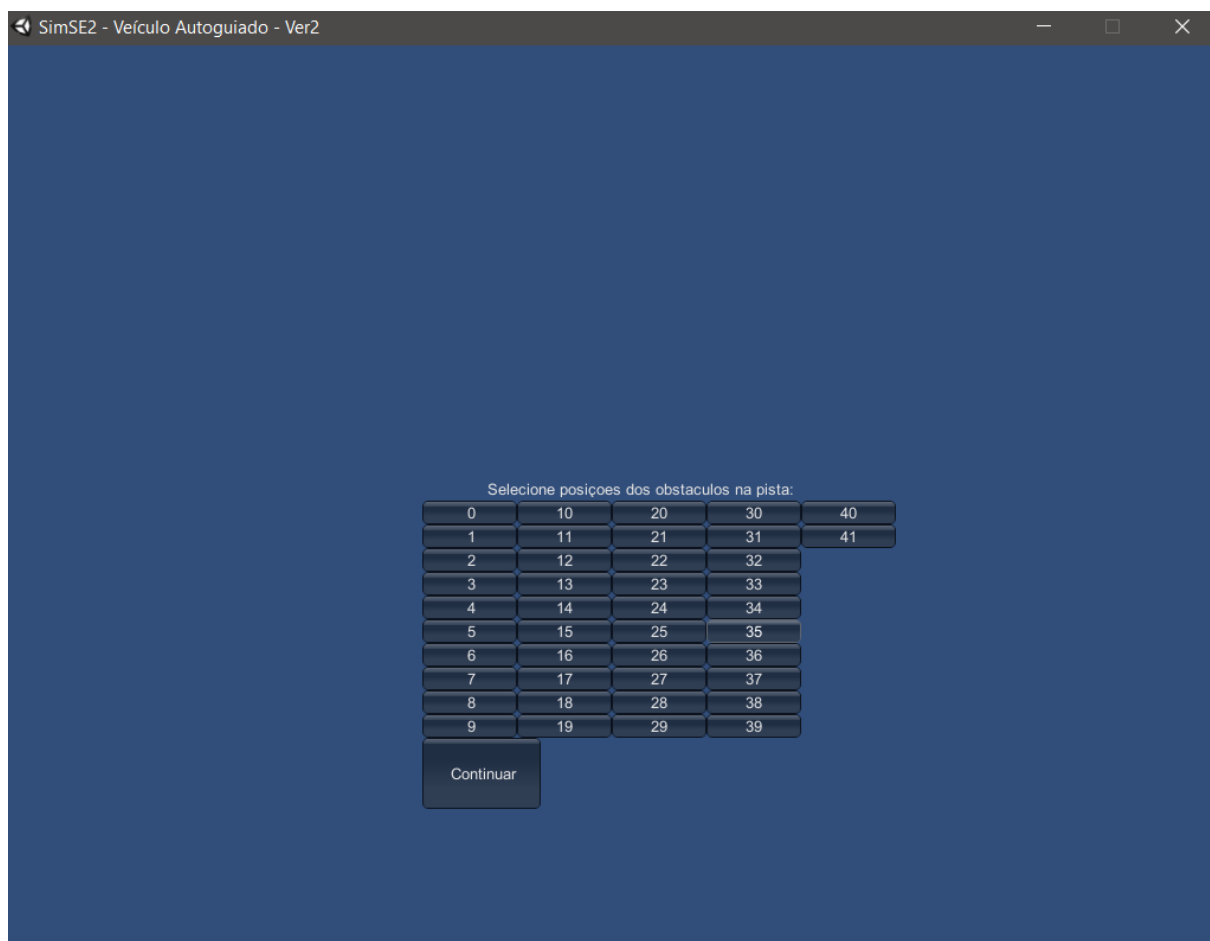 SimSE2 - Veículo Autoguiado - Ver2
Selecione posiçoes dos obstaculos na pista:
0 10 20 30 40
1 11 21 31 41
2 12 22 32
3 13 23 33
4 14 24 34
5 15 25 35
6 16 26 36
7 17 27 37
8 18 28 38
9 19 29 39
Continuar